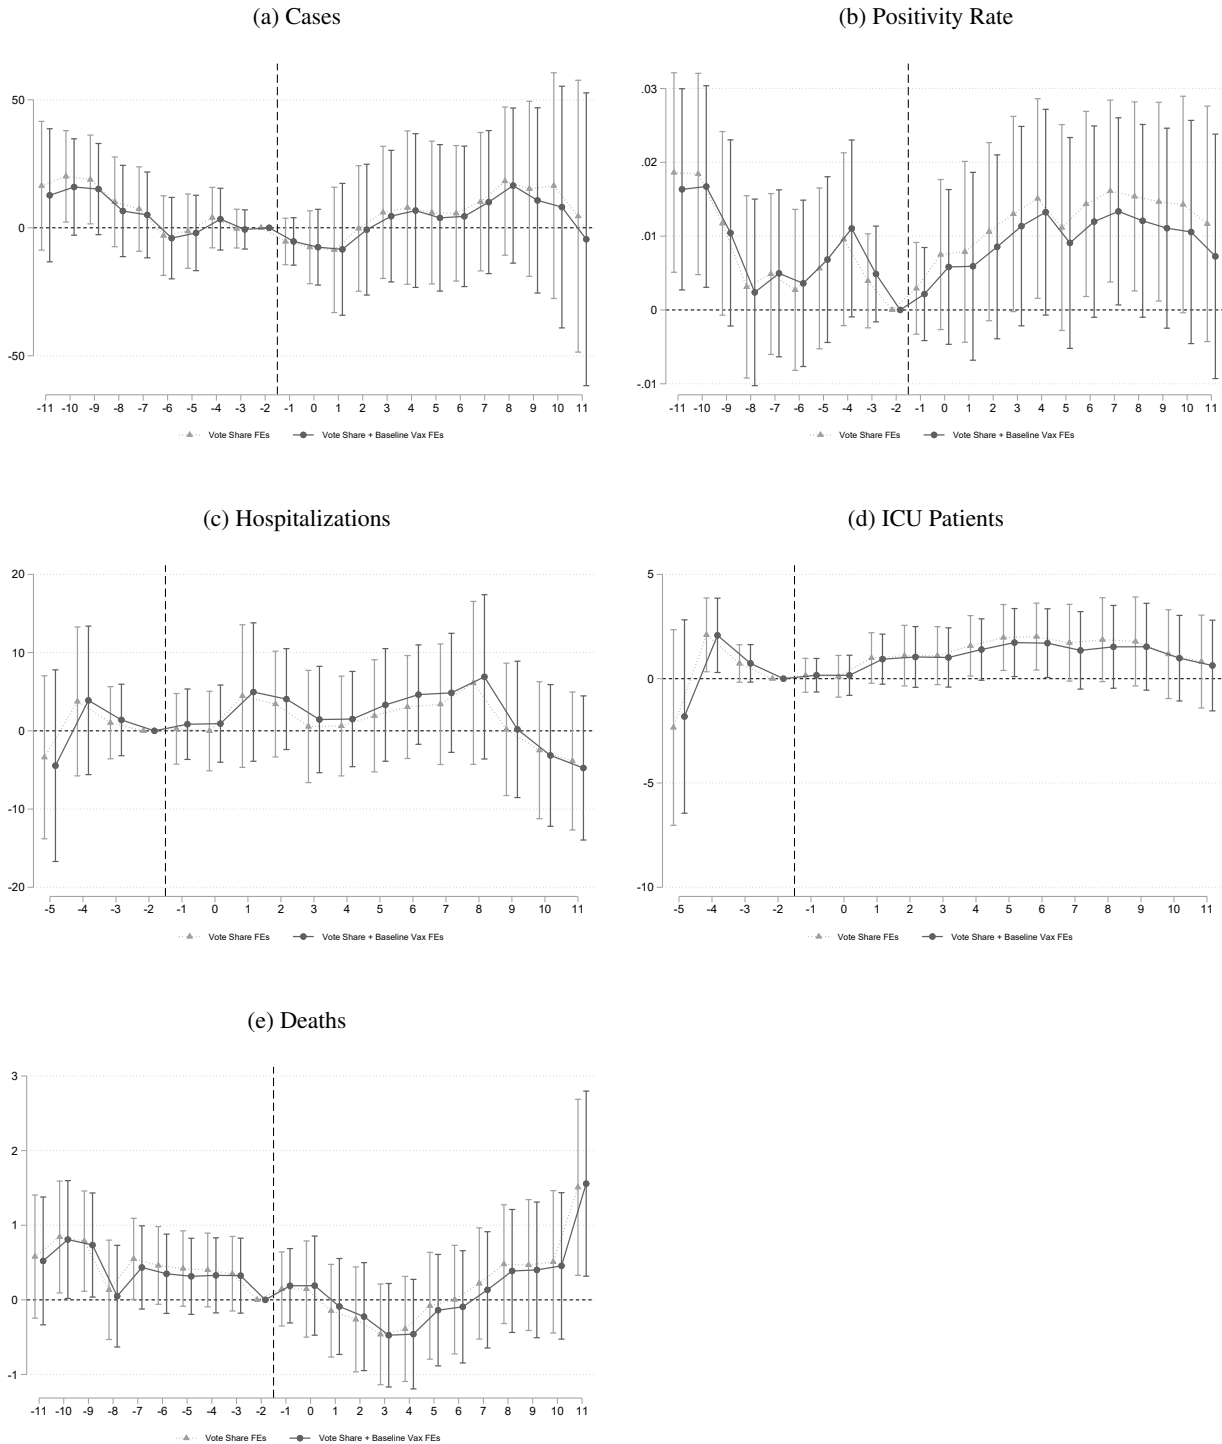 (a) Cases
(b) Positivity Rate
50
0
-50
-11 -10 -9 -8 -7 -6 -5 -4 -3 -2 -1 0 1 2 3 4 5 6 7 8 9 10 11
Vote Share FEs Vote Share + Baseline Vax FEs
.03
.02
.01
0
-.01
-11 -10 -9 -8 -7 -6 -5 -4 -3 -2 -1 0 1 2 3 4 5 6 7 8 9 10 11
Vote Share FEs Vote Share + Baseline Vax FEs
(c) Hospitalizations
(d) ICU Patients
20
10
0
-10
-20
-5 -4 -3 -2 -1 0 1 2 3 4 5 6 7 8 9 10 11
Vote Share FEs Vote Share + Baseline Vax FEs
5
0
-5
-10
-5 -4 -3 -2 -1 0 1 2 3 4 5 6 7 8 9 10 11
Vote Share FEs Vote Share + Baseline Vax FEs
(e) Deaths
3
2
1
0
-1
-11 -10 -9 -8 -7 -6 -5 -4 -3 -2 -1 0 1 2 3 4 5 6 7 8 9 10 11
Vote Share FEs Vote Share + Baseline Vax FEs